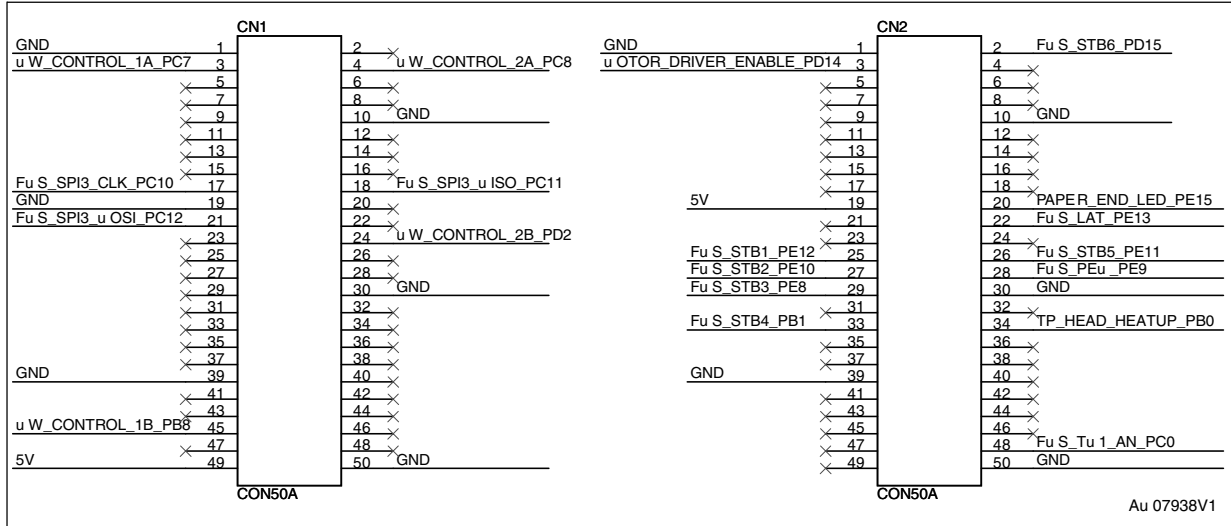 CN1
GND 1 2
u W_CONTROL_1A_PC7 3 4 u W_CONTROL_2A_PC8
5 6
7 8
9 10 GND
11 12
13 14
15 16
Fu S_SPI3_CLK_PC10 17 18 Fu S_SPI3_u ISO_PC11
GND 19 20
Fu S_SPI3_u OSI_PC12 21 22
23 24 u W_CONTROL_2B_PD2
25 26
27 28
29 30 GND
31 32
33 34
35 36
37 38
GND 39 40
41 42
43 44
u W_CONTROL_1B_PB8 45 46
47 48
5V 49 50 GND
CON50A
CN2
GND 1 2 Fu S_STB6_PD15
u OTOR_DRIVER_ENABLE_PD14 3 4
5 6
7 8
9 10 GND
11 12
13 14
15 16
17 18
5V 19 20 PAPER_END_LED_PE15
21 22 Fu S_LAT_PE13
23 24
Fu S_STB1_PE12 25 26 Fu S_STB5_PE11
Fu S_STB2_PE10 27 28 Fu S_PEu _PE9
Fu S_STB3_PE8 29 30 GND
31 32
Fu S_STB4_PB1 33 34 TP_HEAD_HEATUP_PB0
35 36
37 38
GND 39 40
41 42
43 44
45 46
47 48 Fu S_Tu 1_AN_PC0
49 50 GND
CON50A
Au 07938V1